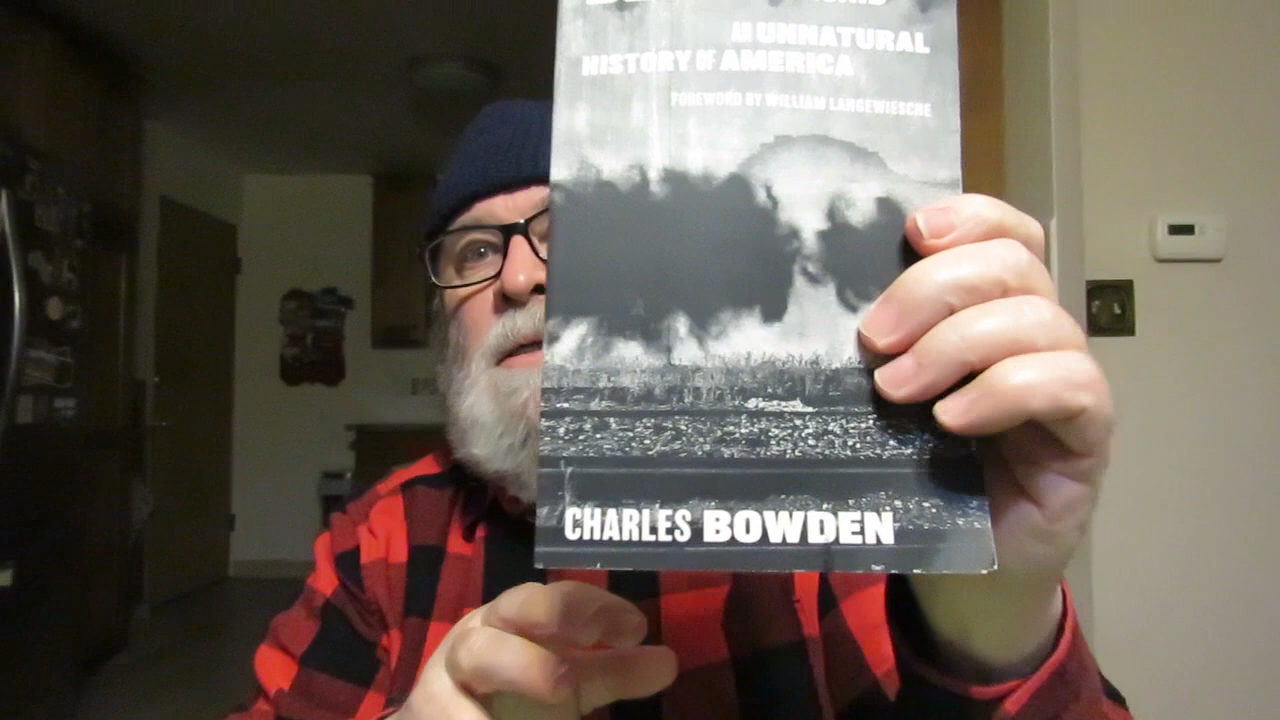 AN UNNATURAL
HISTORY OF AMERICA
FOREWORD BY WILLIAM LANGEWIESCHE
CHARLES BOWDEN